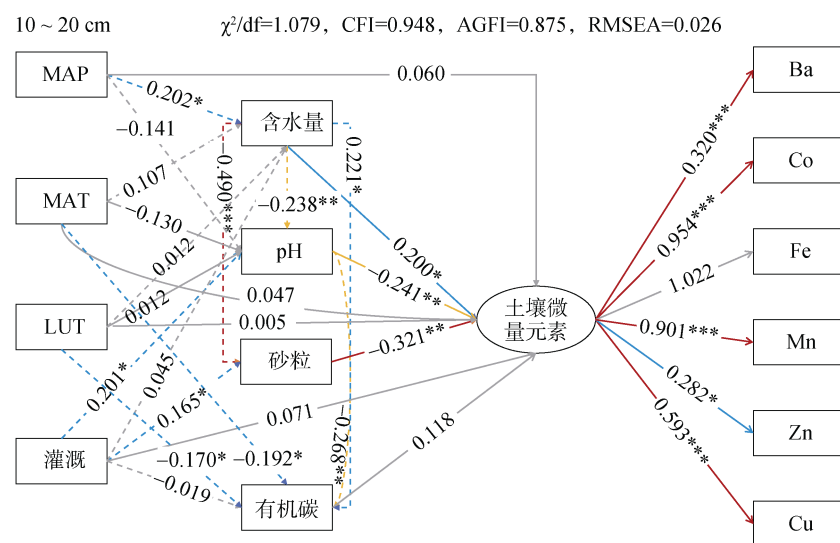 10 ~ 20 cm
χ²/df=1.079, CFI=0.948, AGFI=0.875, RMSEA=0.026
MAP
0.060
Ba
0.202*
含水量
−0.141
0.320***
0.221*
Co
0.107
−0.490***
MAT
−0.238**
0.954***
−0.130
pH
0.200*
Fe
0.012
−0.241**
1.022
0.012
0.047
LUT
0.005
土壤微
量元素
0.901***
Mn
−0.321**
砂粒
0.201*
0.045
0.282*
0.165*
0.071
0.118
0.593***
Zn
−0.268**
灌溉
−0.170*
−0.192*
−0.019
有机碳
Cu